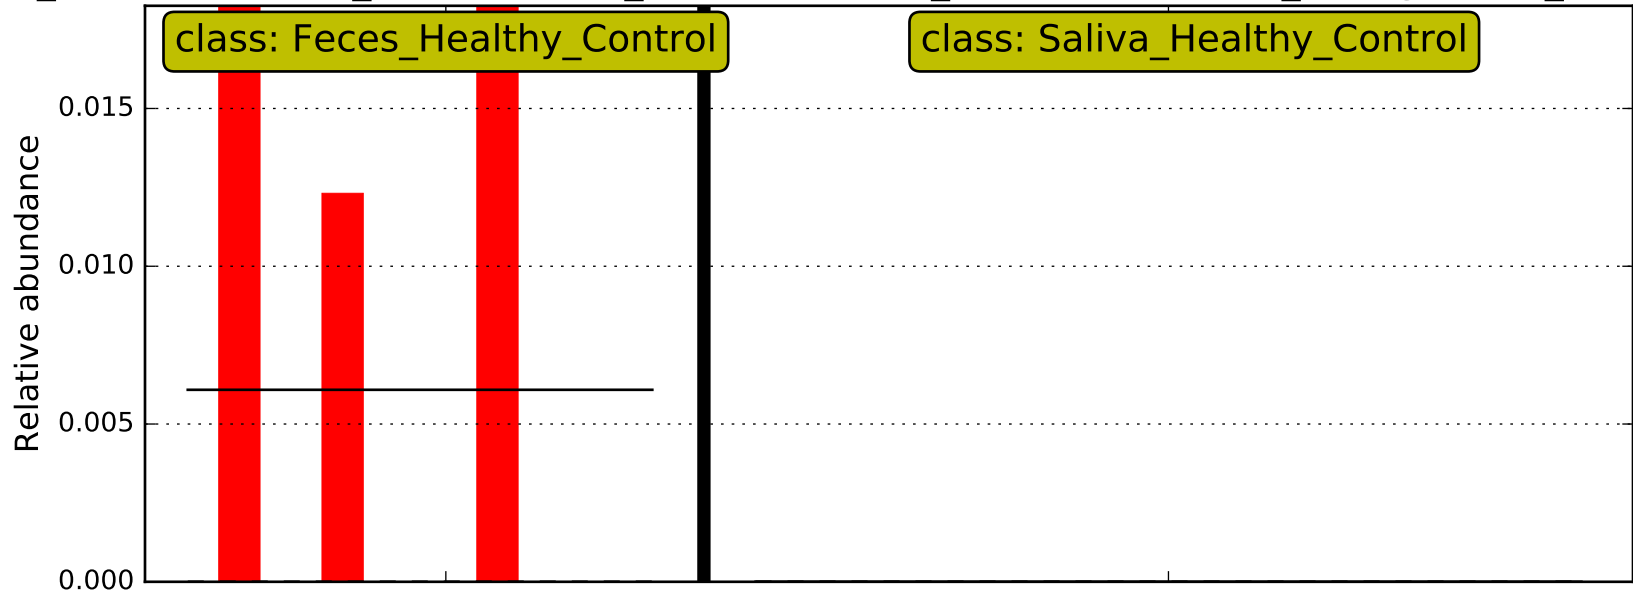 class: Feces_Healthy_Control
class: Saliva_Healthy_Control
0.015
0.010
0.005
0.000
Relative abundance